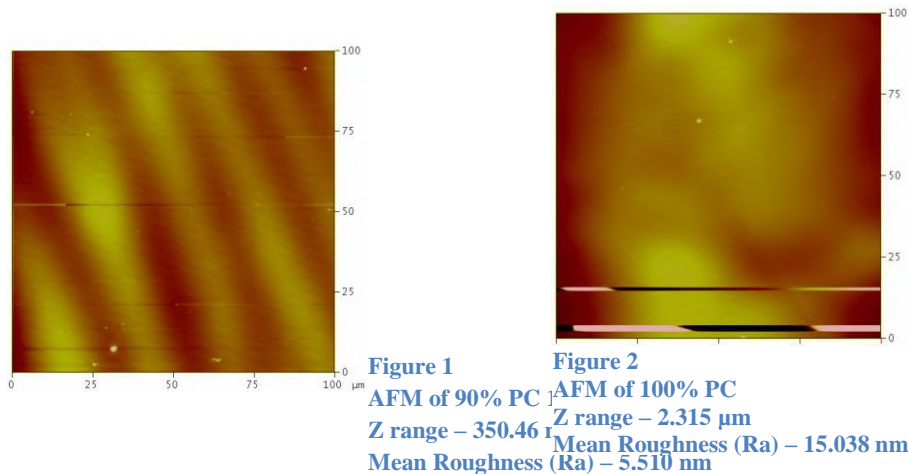 100
75
50
25
0
0 25 50 75 100
µm
100
75
50
25
0
Figure 1
AFM of 90% PC
Z range – 350.46
Mean Roughness (Ra) – 5.510 nm
Figure 2
AFM of 100% PC
Z range – 2.315 µm
Mean Roughness (Ra) – 15.038 nm